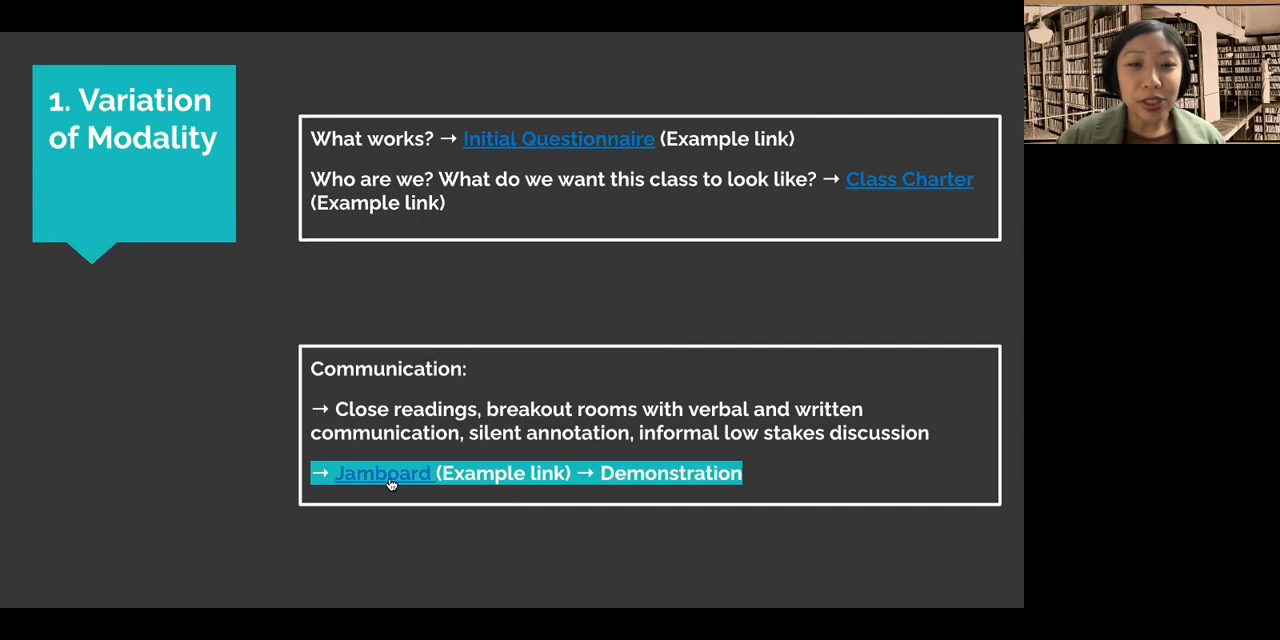 1. Variation
of Modality
What works? → Initial Questionnaire (Example link)
Who are we? What do we want this class to look like? → Class Charter
(Example link)
Communication:
→ Close readings, breakout rooms with verbal and written
communication, silent annotation, informal low stakes discussion
→ Jamboard (Example link) → Demonstration